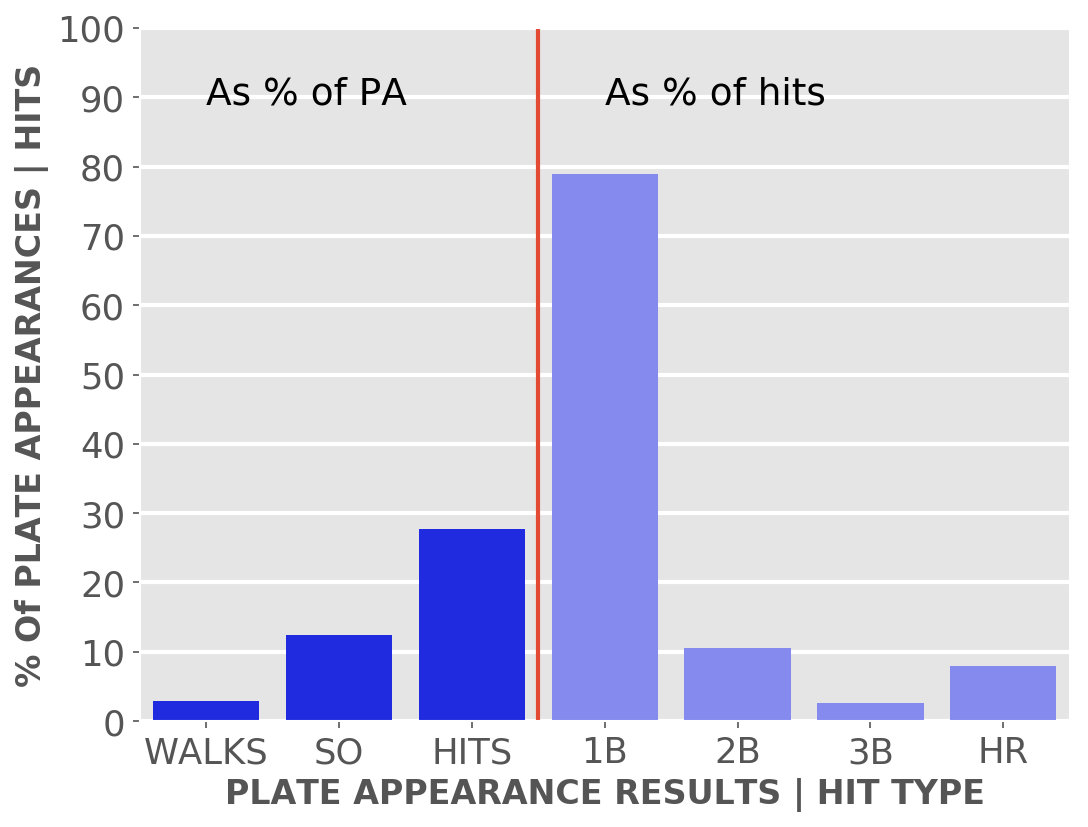 % Of PLATE APPEARANCES | HITS
100
90
80
70
60
50
40
30
20
10
0
As % of PA
As % of hits
WALKS SO HITS 1B 2B 3B HR
PLATE APPEARANCE RESULTS | HIT TYPE